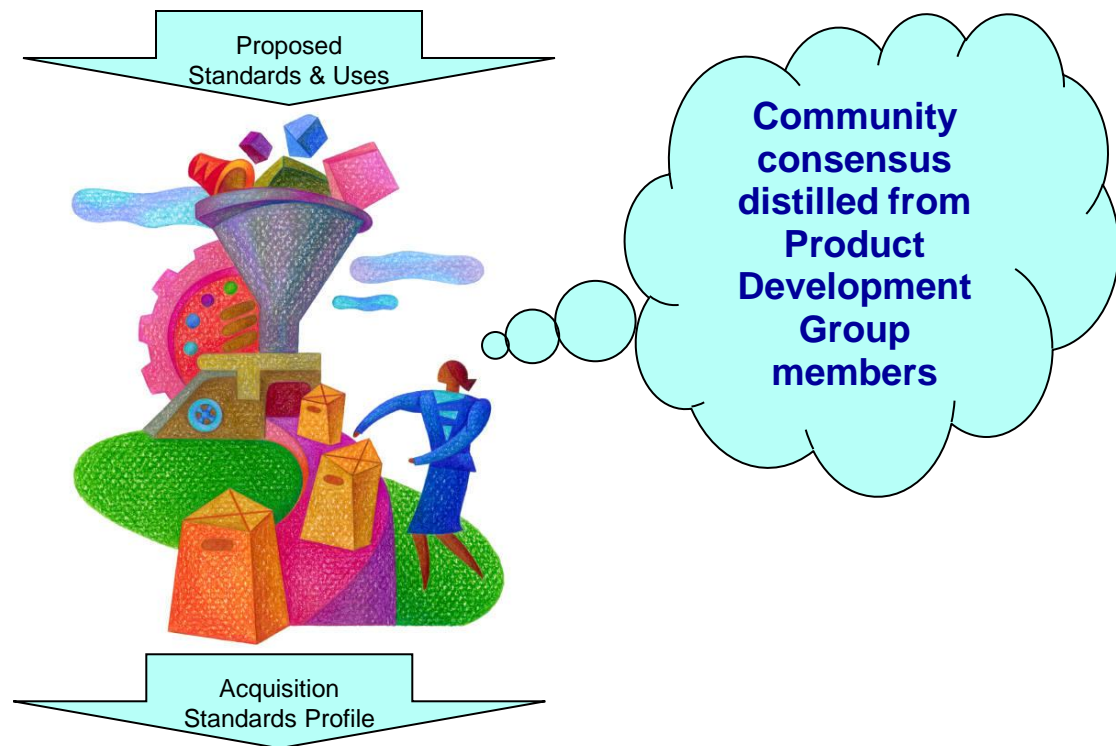 Proposed
Standards & Uses
Community
consensus
distilled from
Product
Development
Group
members
Acquisition
Standards Profile